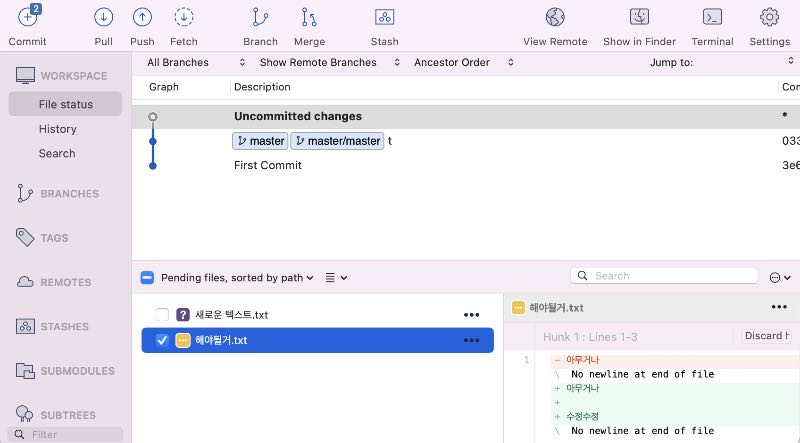 2
Commit Pull Push Fetch Branch Merge Stash View Remote Show in Finder Terminal Settings
WORKSPACE
File status
History
Search
BRANCHES
TAGS
REMOTES
STASHES
SUBMODULES
SUBTREES
Filter
All Branches Show Remote Branches Ancestor Order Jump to:
Graph Description
Uncommitted changes *
master master/master t 033
First Commit 3e6
Pending files, sorted by path Search
? 새로운 텍스트.txt •••
해야될거.txt •••
해야될거.txt •••
Hunk 1 : Lines 1-3 Discard
1 - 아무거나
\ No newline at end of file
+ 아무거나
+
+ 수정수정
\ No newline at end of file